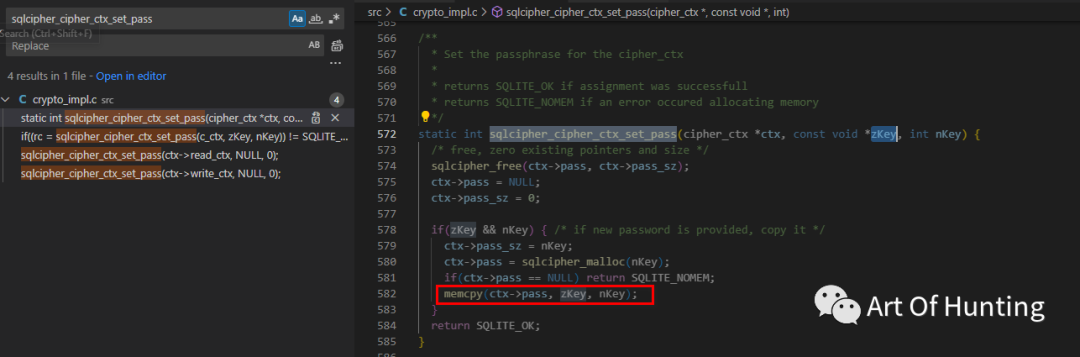 sqlcipher_cipher_ctx_set_pass
Aa ab .*
Search (Ctrl+Shift+F)
Replace
AB
4 results in 1 file - Open in editor
C crypto_impl.c src
4
static int sqlcipher_cipher_ctx_set_pass(cipher_ctx *ctx, co...
if((rc = sqlcipher_cipher_ctx_set_pass(c_ctx, zKey, nKey)) != SQLITE_...
sqlcipher_cipher_ctx_set_pass(ctx->read_ctx, NULL, 0);
sqlcipher_cipher_ctx_set_pass(ctx->write_ctx, NULL, 0);
src > C crypto_impl.c > sqlcipher_cipher_ctx_set_pass(cipher_ctx *, const void *, int)
565
566 /**
567 * Set the passphrase for the cipher_ctx
568 *
569 * returns SQLITE_OK if assignment was successfull
570 * returns SQLITE_NOMEM if an error occured allocating memory
571 */
572 static int sqlcipher_cipher_ctx_set_pass(cipher_ctx *ctx, const void *zKey, int nKey) {
573 /* free, zero existing pointers and size */
574 sqlcipher_free(ctx->pass, ctx->pass_sz);
575 ctx->pass = NULL;
576 ctx->pass_sz = 0;
577
578 if(zKey && nKey) { /* if new password is provided, copy it */
579 ctx->pass_sz = nKey;
580 ctx->pass = sqlcipher_malloc(nKey);
581 if(ctx->pass == NULL) return SQLITE_NOMEM;
582 memcpy(ctx->pass, zKey, nKey);
583 }
584 return SQLITE_OK;
585 }
586
Art Of Hunting